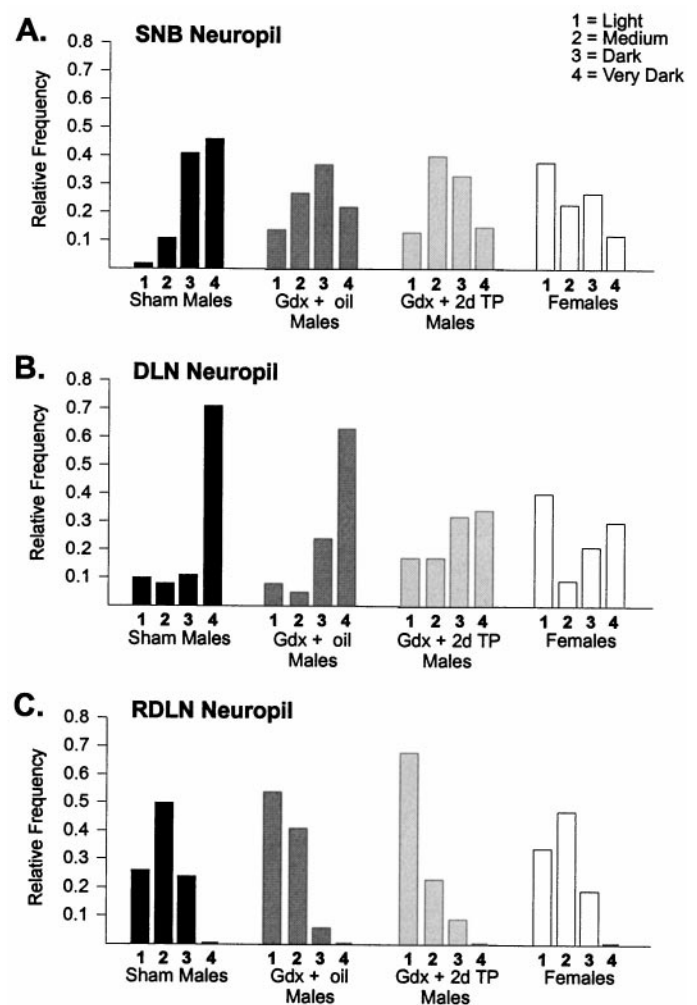 A. SNB Neuropil
1 = Light
2 = Medium
3 = Dark
4 = Very Dark
Relative Frequency
0.8
0.7
0.6
0.5
0.4
0.3
0.2
0.1
1 2 3 4 1 2 3 4 1 2 3 4 1 2 3 4
Sham Males Gdx + oil Gdx + 2d TP Females
Males Males
B. DLN Neuropil
Relative Frequency
0.8
0.7
0.6
0.5
0.4
0.3
0.2
0.1
1 2 3 4 1 2 3 4 1 2 3 4 1 2 3 4
Sham Males Gdx + oil Gdx + 2d TP Females
Males Males
C. RDLN Neuropil
Relative Frequency
0.8
0.7
0.6
0.5
0.4
0.3
0.2
0.1
1 2 3 4 1 2 3 4 1 2 3 4 1 2 3 4
Sham Males Gdx + oil Gdx + 2d TP Females
Males Males